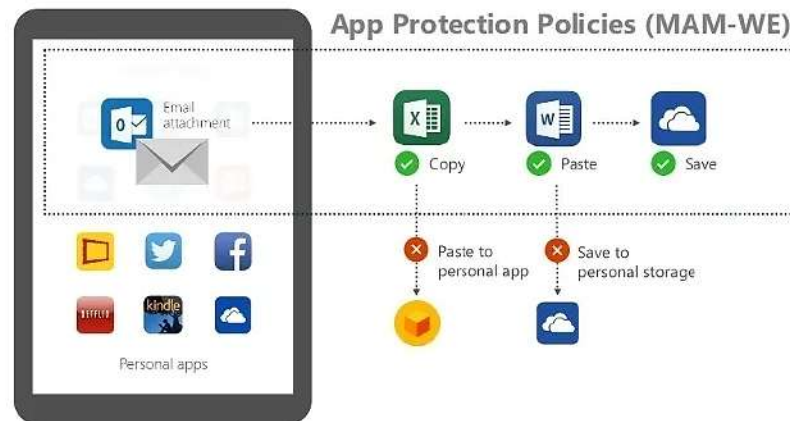 App Protection Policies (MAM-WE)
Email
attachment
Copy
Paste
Save
Paste to
personal app
Save to
personal storage
NETFLIX
kindle
Personal apps